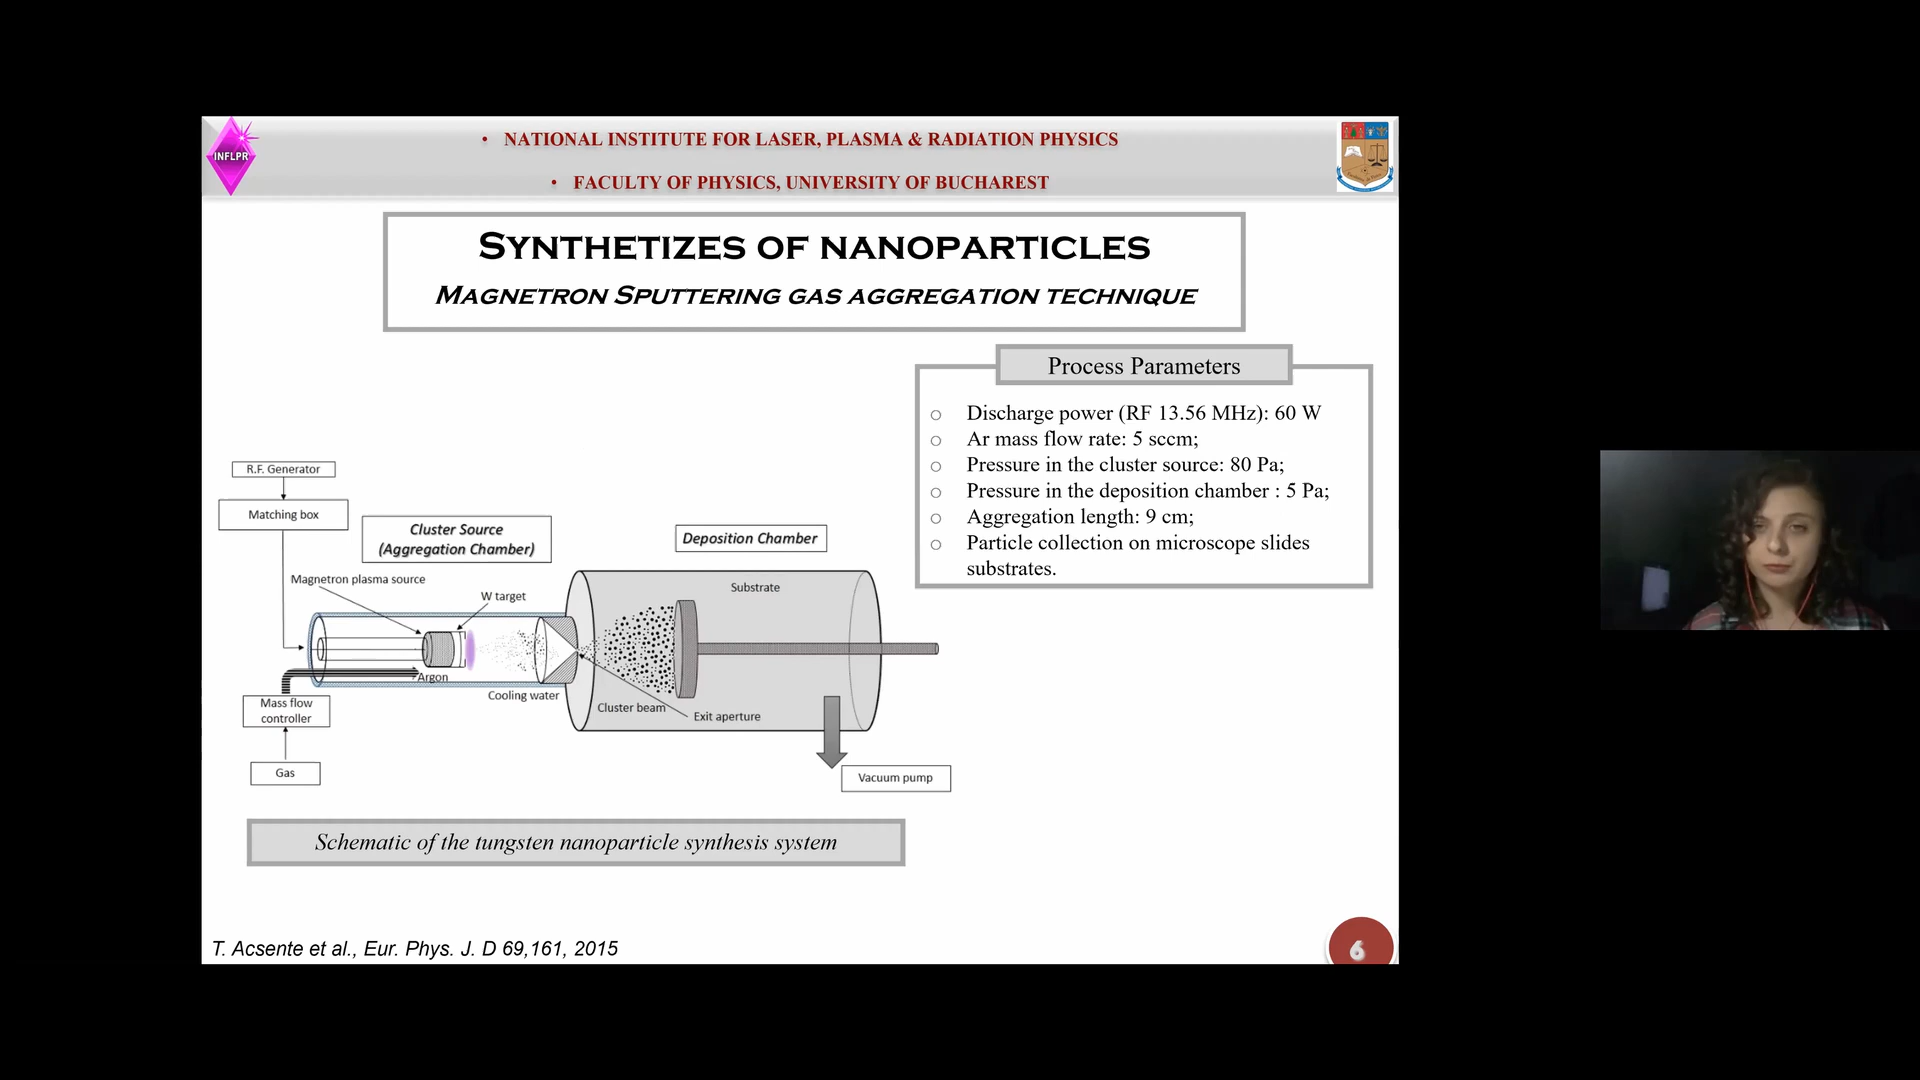 INFLPR
• NATIONAL INSTITUTE FOR LASER, PLASMA & RADIATION PHYSICS
• FACULTY OF PHYSICS, UNIVERSITY OF BUCHAREST
SYNTHETIZES OF NANOPARTICLES
MAGNETRON SPUTTERING GAS AGGREGATION TECHNIQUE
Process Parameters
○ Discharge power (RF 13.56 MHz): 60 W
○ Ar mass flow rate: 5 sccm;
○ Pressure in the cluster source: 80 Pa;
○ Pressure in the deposition chamber : 5 Pa;
○ Aggregation length: 9 cm;
○ Particle collection on microscope slides
substrates.
R.F. Generator
Matching box
Cluster Source
(Aggregation Chamber)
Deposition Chamber
Magnetron plasma source
W target
Substrate
Argon
Cooling water
Mass flow
controller
Cluster beam
Exit aperture
Gas
Vacuum pump
Schematic of the tungsten nanoparticle synthesis system
T. Acsente et al., Eur. Phys. J. D 69,161, 2015
6